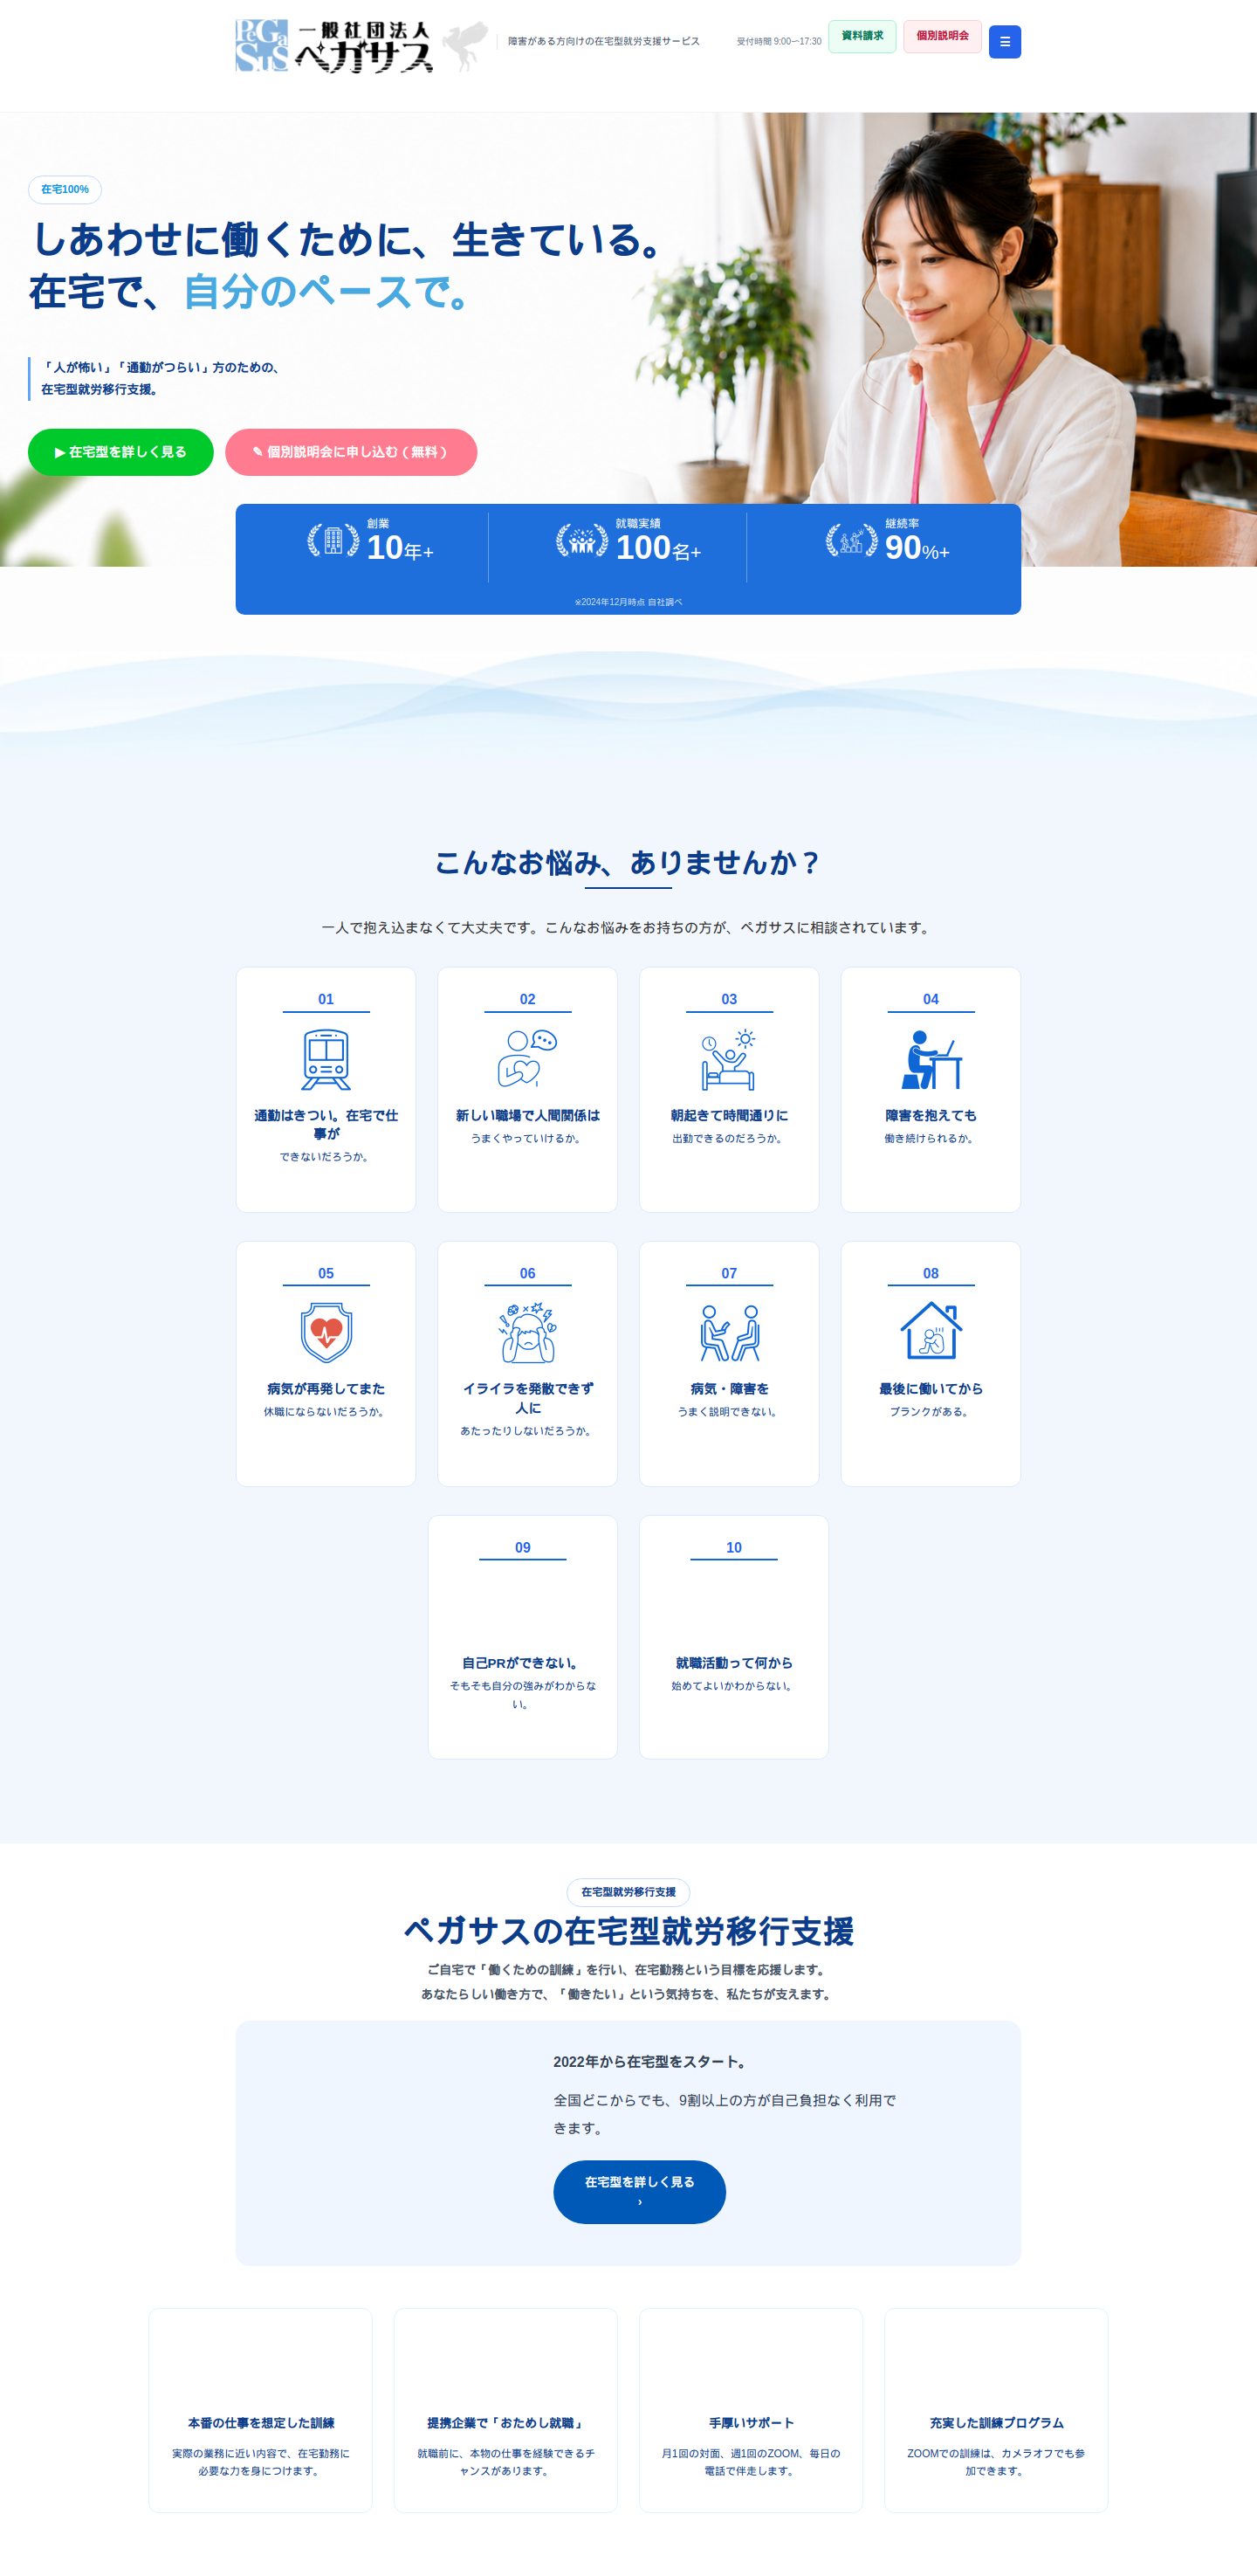 PeGaSuS
一般社団法人
ペガサス
障害がある方向けの在宅型就労支援サービス
受付時間 9:00〜17:30
資料請求
個別説明会
☰
在宅100%
しあわせに働くために、生きている。
在宅で、自分のペースで。
「人が怖い」「通勤がつらい」方のための、
在宅型就労移行支援。
▶ 在宅型を詳しく見る
✎ 個別説明会に申し込む（無料）
創業
10年+
就職実績
100名+
継続率
90%+
※2024年12月時点 自社調べ
こんなお悩み、ありませんか？
一人で抱え込まなくて大丈夫です。こんなお悩みをお持ちの方が、ペガサスに相談されています。
01
通勤はきつい。在宅で仕
事が
できないだろうか。
02
新しい職場で人間関係は
うまくやっていけるか。
03
朝起きて時間通りに
出勤できるのだろうか。
04
障害を抱えても
働き続けられるか。
05
病気が再発してまた
休職にならないだろうか。
06
イライラを発散できず
人に
あたったりしないだろうか。
07
病気・障害を
うまく説明できない。
08
最後に働いてから
ブランクがある。
09
自己PRができない。
そもそも自分の強みがわからな
い。
10
就職活動って何から
始めてよいかわからない。
在宅型就労移行支援
ペガサスの在宅型就労移行支援
ご自宅で「働くための訓練」を行い、在宅勤務という目標を応援します。
あなたらしい働き方で、「働きたい」という気持ちを、私たちが支えます。
2022年から在宅型をスタート。
全国どこからでも、9割以上の方が自己負担なく利用で
きます。
在宅型を詳しく見る
›
本番の仕事を想定した訓練
実際の業務に近い内容で、在宅勤務に
必要な力を身につけます。
提携企業で「おためし就職」
就職前に、本物の仕事を経験できるチ
ャンスがあります。
手厚いサポート
月1回の対面、週1回のZOOM、毎日の
電話で伴走します。
充実した訓練プログラム
ZOOMでの訓練は、カメラオフでも参
加できます。